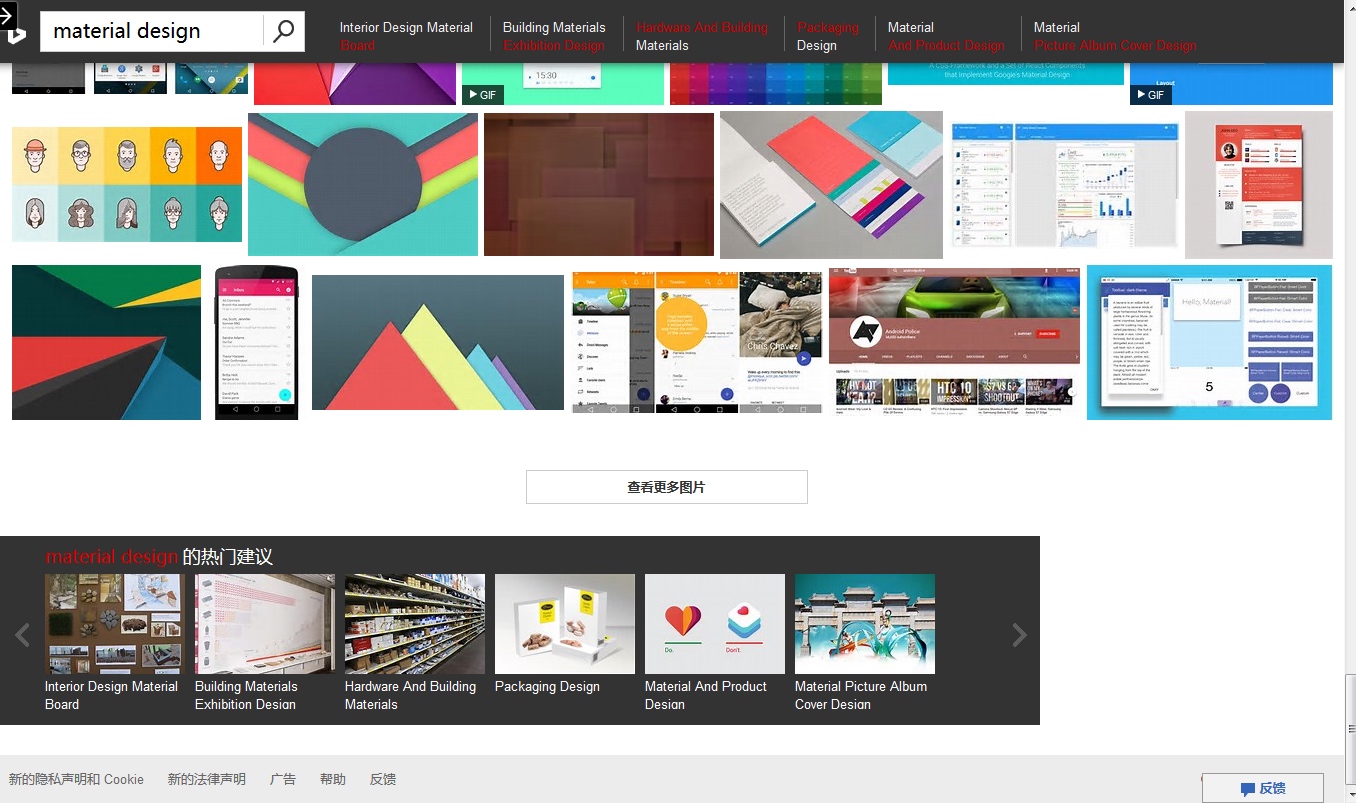 material design
Interior Design Material
Board
Building Materials
Exhibition Design
Hardware And Building
Materials
Packaging
Design
Material
And Product Design
Material
Picture Album Cover Design
15:30
GIF
A CSS Framework and a Set of React Components
that Implement Google's Material Design
Layout
GIF
Inbox
Chris Chavez
Android Police
HTC 10
S7 VS 6?
SHOOTOUT
Hello, Material!
5
查看更多图片
material design 的热门建议
Do.
Don't.
Interior Design Material
Board
Building Materials
Exhibition Design
Hardware And Building
Materials
Packaging Design
Material And Product
Design
Material Picture Album
Cover Design
新的隐私声明和 Cookie
新的法律声明
广告
帮助
反馈
反馈